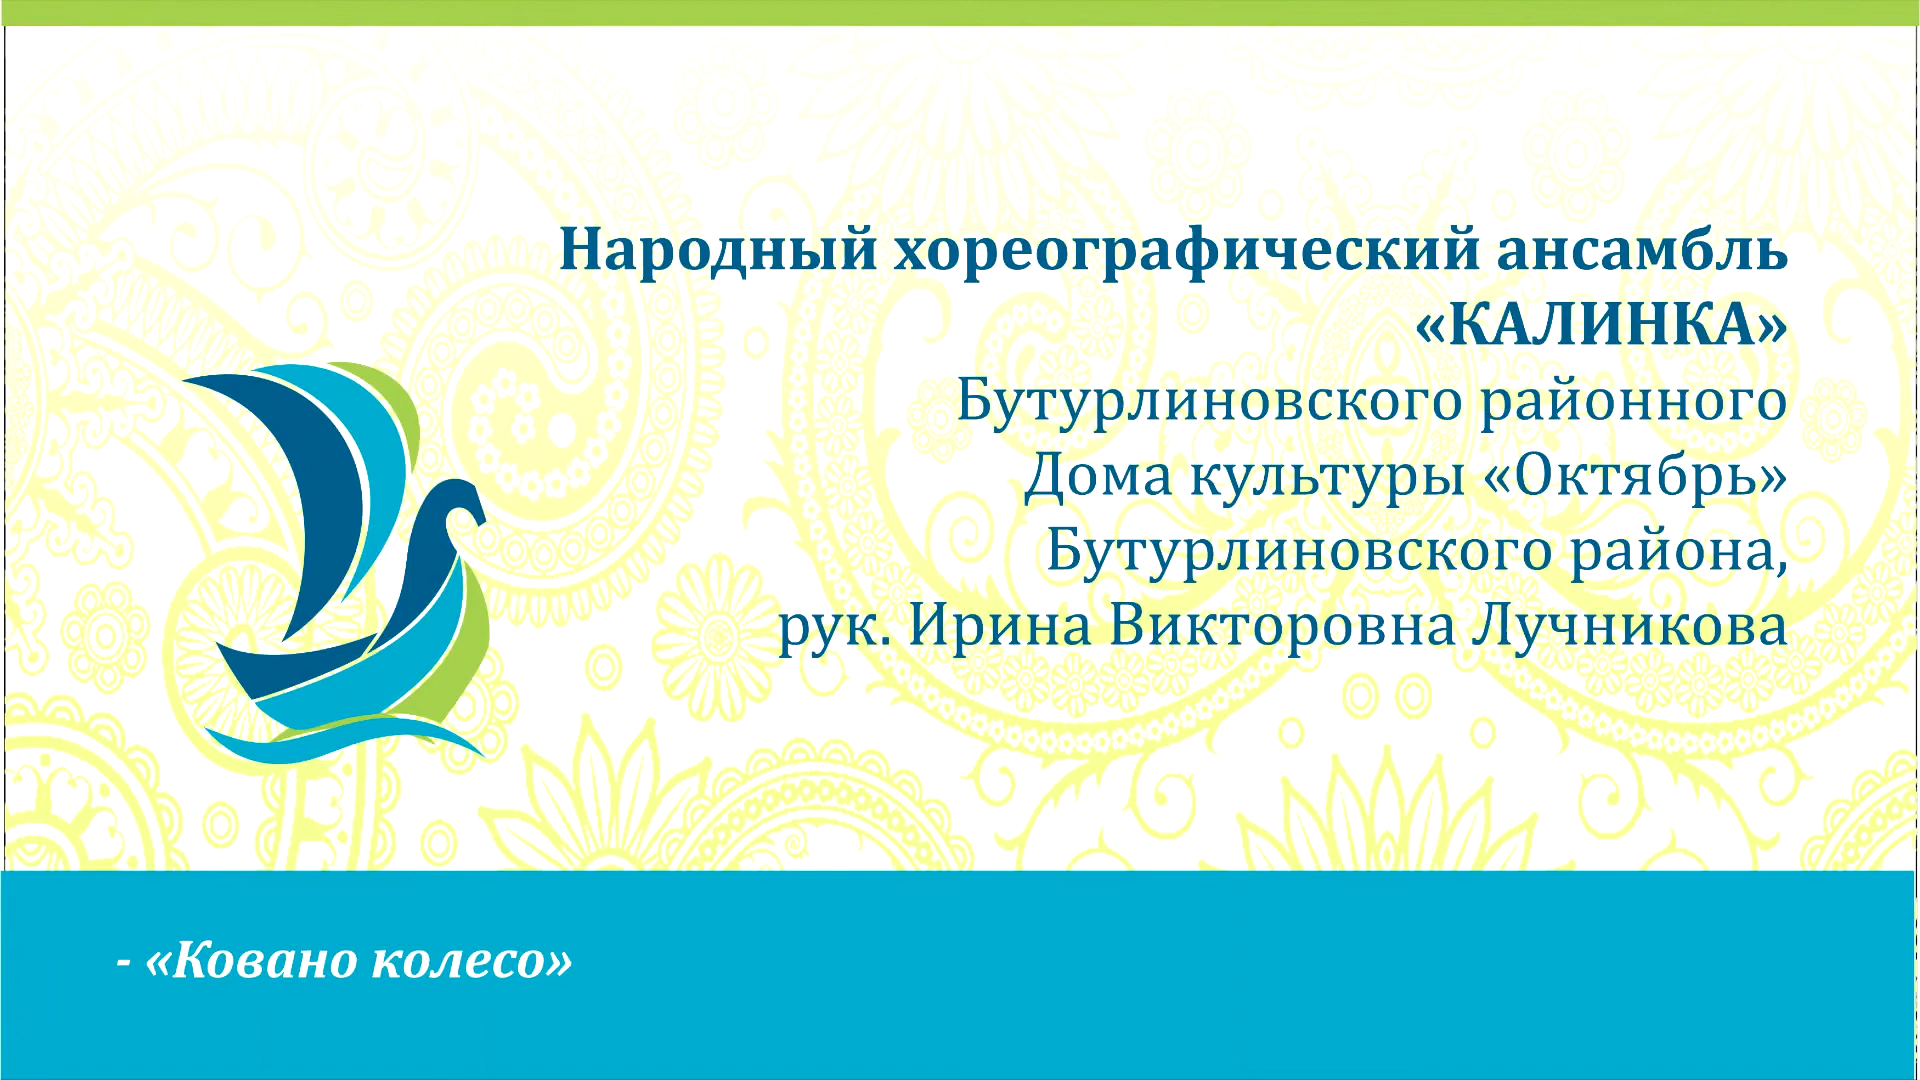 Народный хореографический ансамбль
«КАЛИНКА»
Бутурлиновского районного
Дома культуры «Октябрь»
Бутурлиновского района,
рук. Ирина Викторовна Лучникова
- «Ковано колесо»